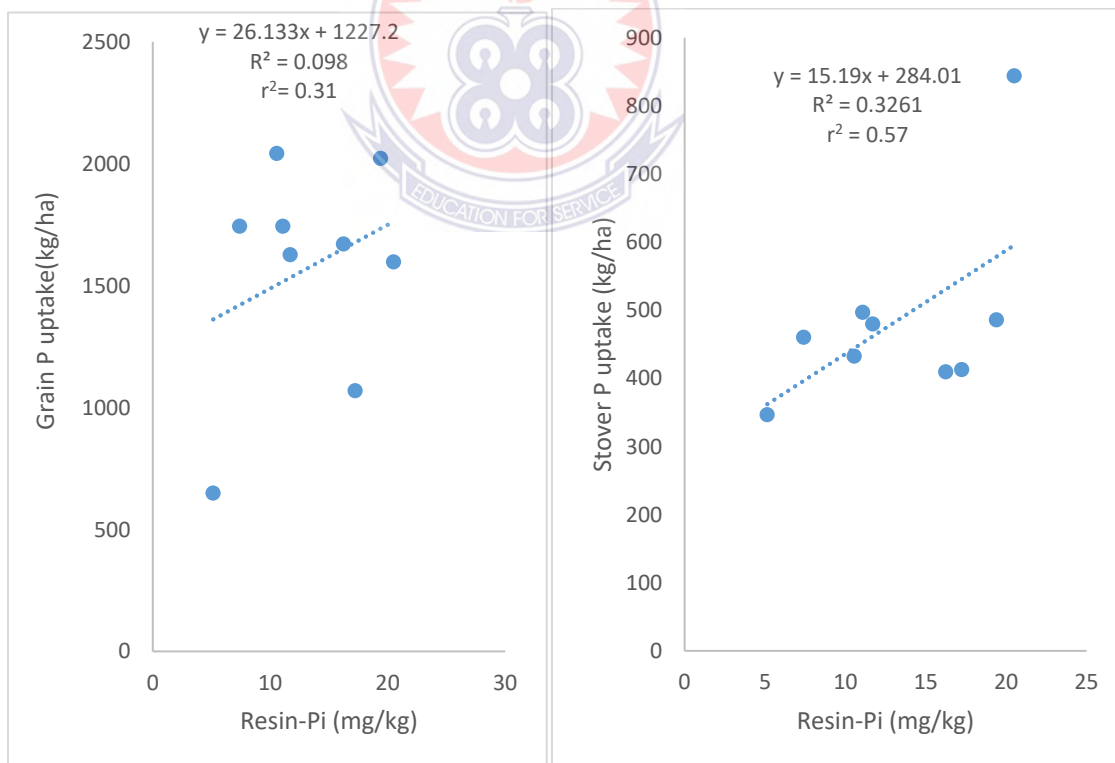 y = 26.133x + 1227.2
R² = 0.098
r²= 0.31
2500
2000
1500
1000
500
0
0 10 20 30
Grain P uptake(kg/ha)
Resin-Pi (mg/kg)
EDUCATION FOR SERVICE
y = 15.19x + 284.01
R² = 0.3261
r² = 0.57
900
800
700
600
500
400
300
200
100
0
0 5 10 15 20 25
Stover P uptake (kg/ha)
Resin-Pi (mg/kg)